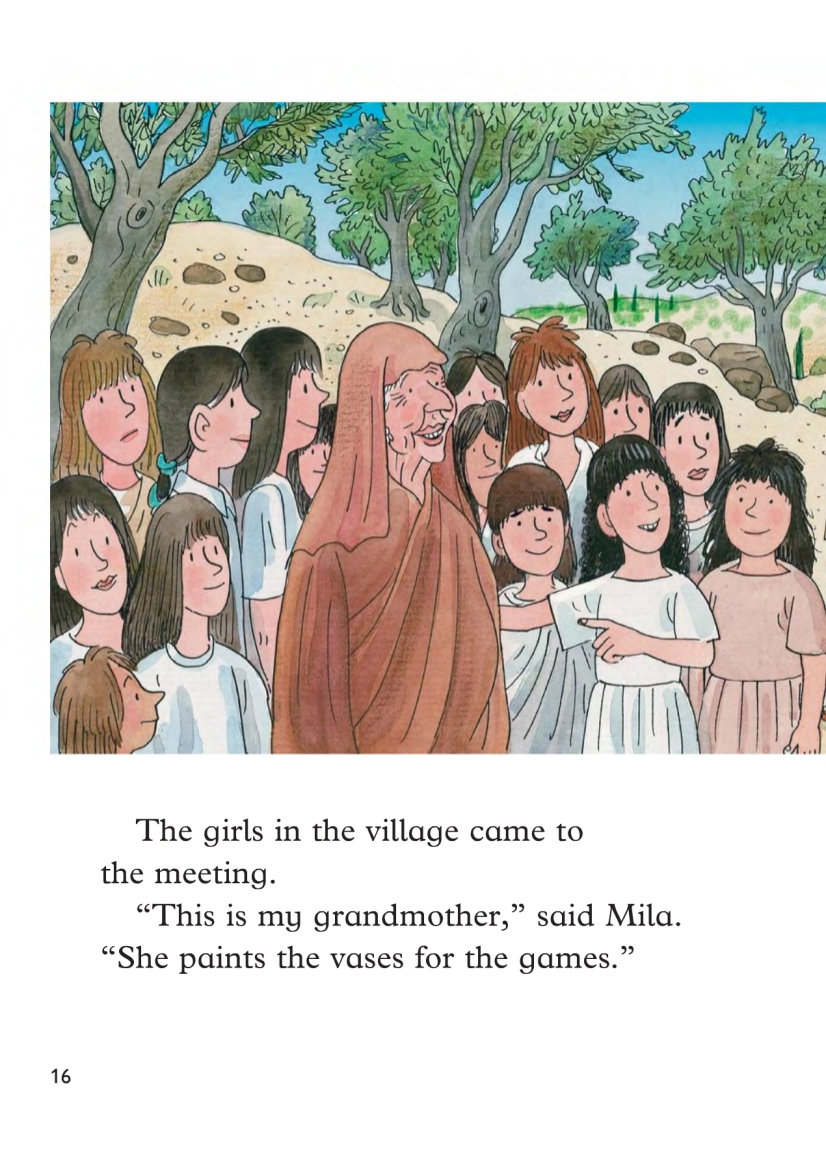 The girls in the village came to
the meeting.
“This is my grandmother,” said Mila.
“She paints the vases for the games.”
16